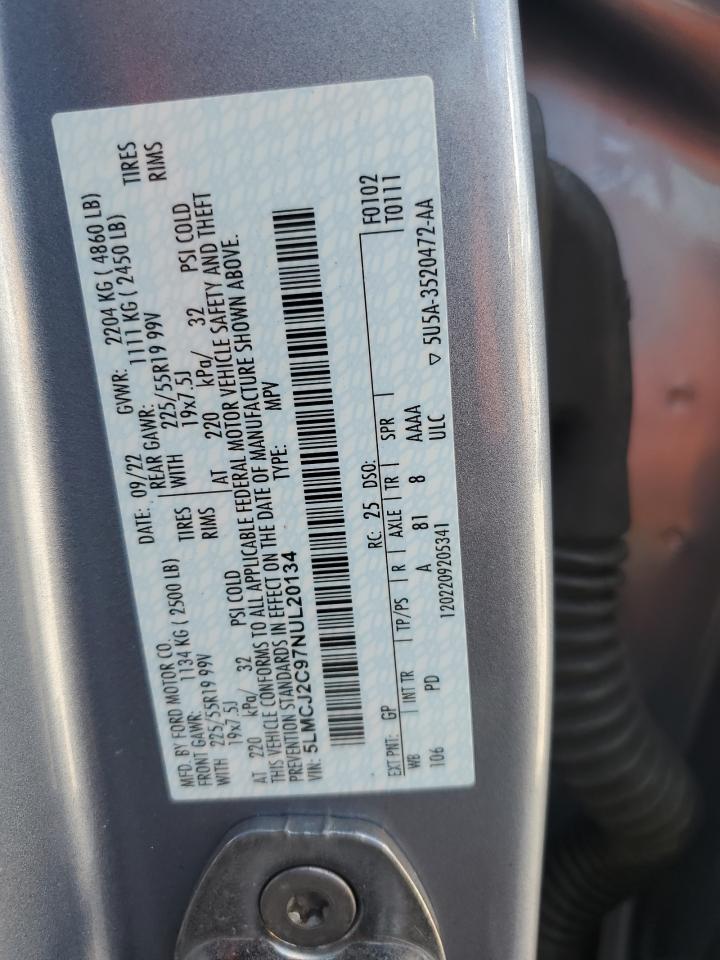 MFD. BY FORD MOTOR CO.
DATE: 09/22 GVWR: 2204 KG ( 4860 LB)
FRONT GAWR: 1134 KG ( 2500 LB) REAR GAWR: 1111 KG ( 2450 LB)
WITH 225/55R19 99V TIRES WITH 225/55R19 99V TIRES
19x7.5J RIMS 19x7.5J RIMS
AT 220 kPa/ 32 PSI COLD AT 220 kPa/ 32 PSI COLD
THIS VEHICLE CONFORMS TO ALL APPLICABLE FEDERAL MOTOR VEHICLE SAFETY AND THEFT
PREVENTION STANDARDS IN EFFECT ON THE DATE OF MANUFACTURE SHOWN ABOVE.
VIN: 5LMCJ2C97NUL20134 TYPE: MPV
F0102
EXT PNT: GP RC: 25 DSO: T0111
WB INT TR TP/PS R AXLE TR SPR
106 PD A 81 8 AAAA
1202209205341 ULC ▽ 5U5A-3520472-AA